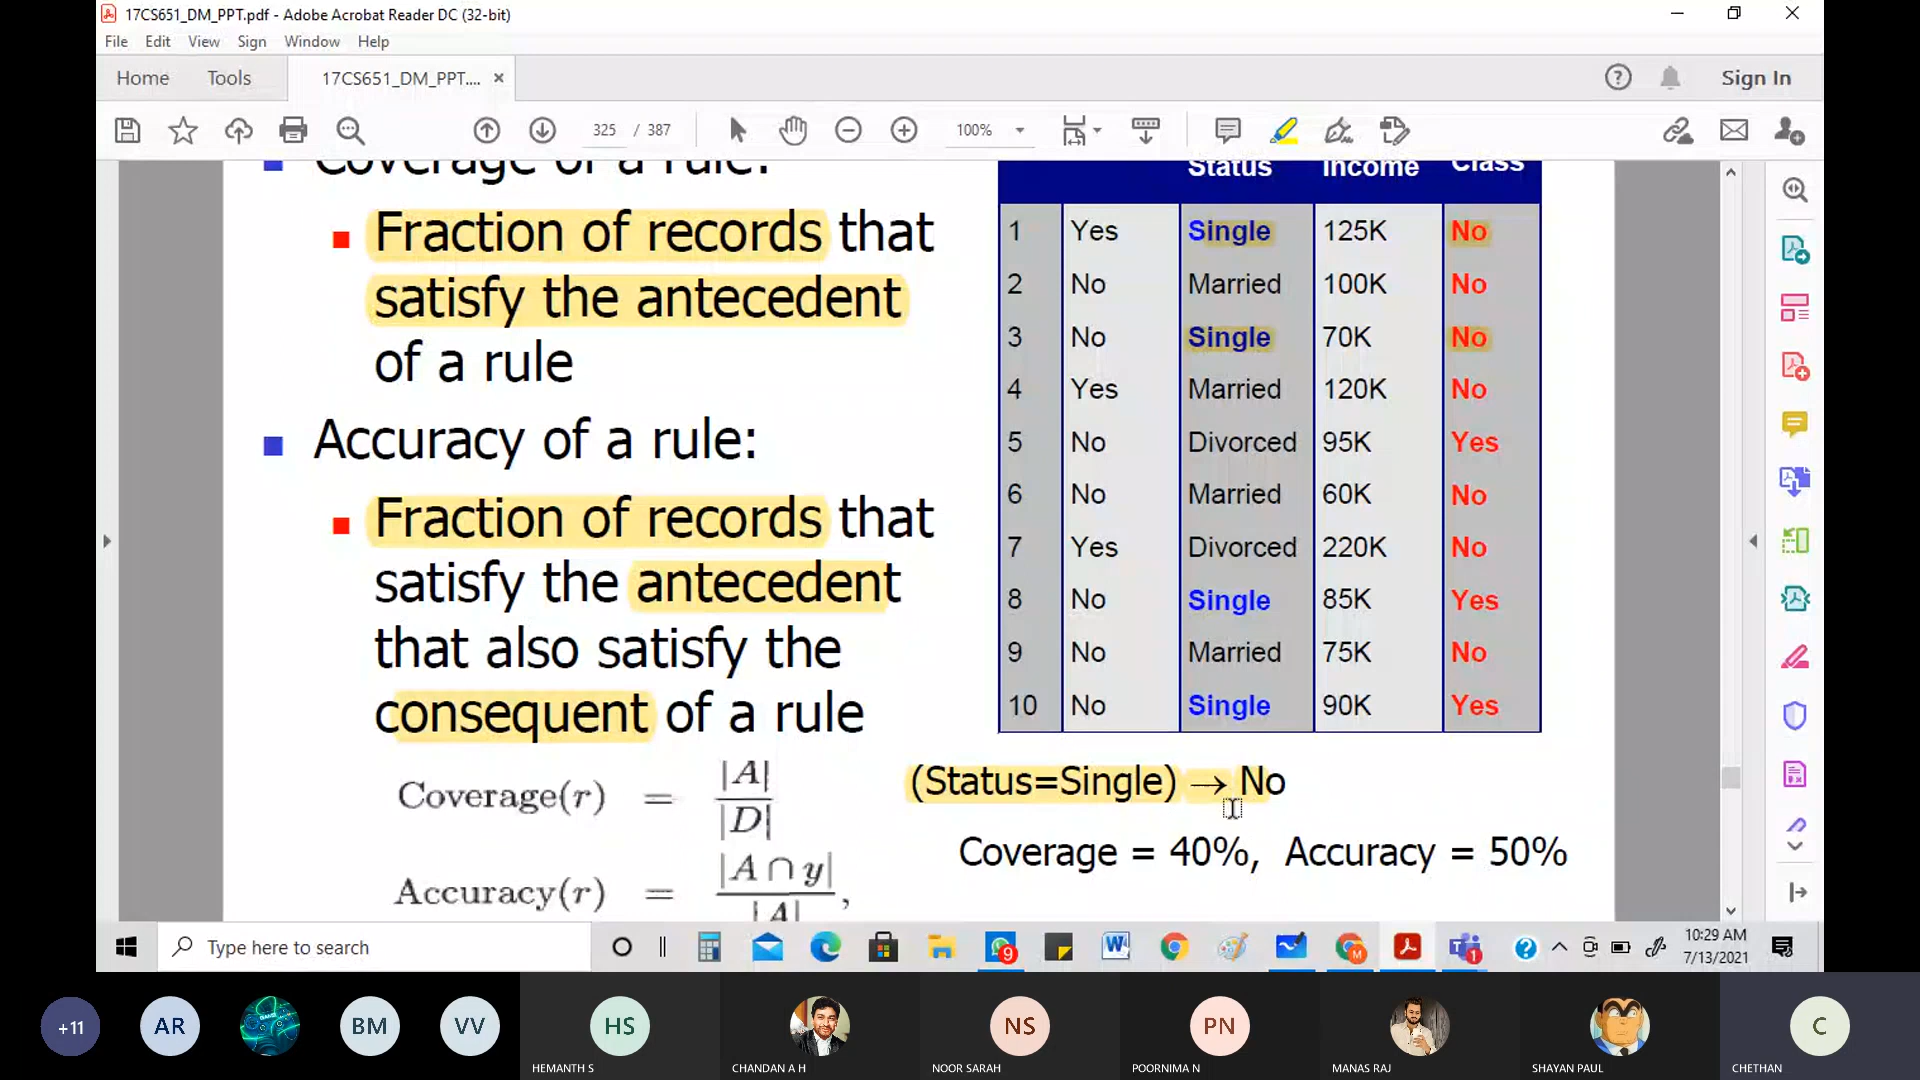 17CS651_DM_PPT.pdf - Adobe Acrobat Reader DC (32-bit)
File Edit View Sign Window Help
Home Tools 17CS651_DM_PPT.... × Sign In
325 / 387 100%
Coverage of a rule:
Fraction of records that
satisfy the antecedent
of a rule
Accuracy of a rule:
Fraction of records that
satisfy the antecedent
that also satisfy the
consequent of a rule
Coverage(r) = |A| / |D|
Accuracy(r) = |A ∩ y| / |A|,
Status Income Class
1 Yes Single 125K No
2 No Married 100K No
3 No Single 70K No
4 Yes Married 120K No
5 No Divorced 95K Yes
6 No Married 60K No
7 Yes Divorced 220K No
8 No Single 85K Yes
9 No Married 75K No
10 No Single 90K Yes
(Status=Single) → No
Coverage = 40%, Accuracy = 50%
Type here to search
9
1
10:29 AM
7/13/2021
+11 AR BM VV HS NS PN C
HEMANTH S CHANDAN A H NOOR SARAH POORNIMA N MANAS RAJ SHAYAN PAUL CHETHAN